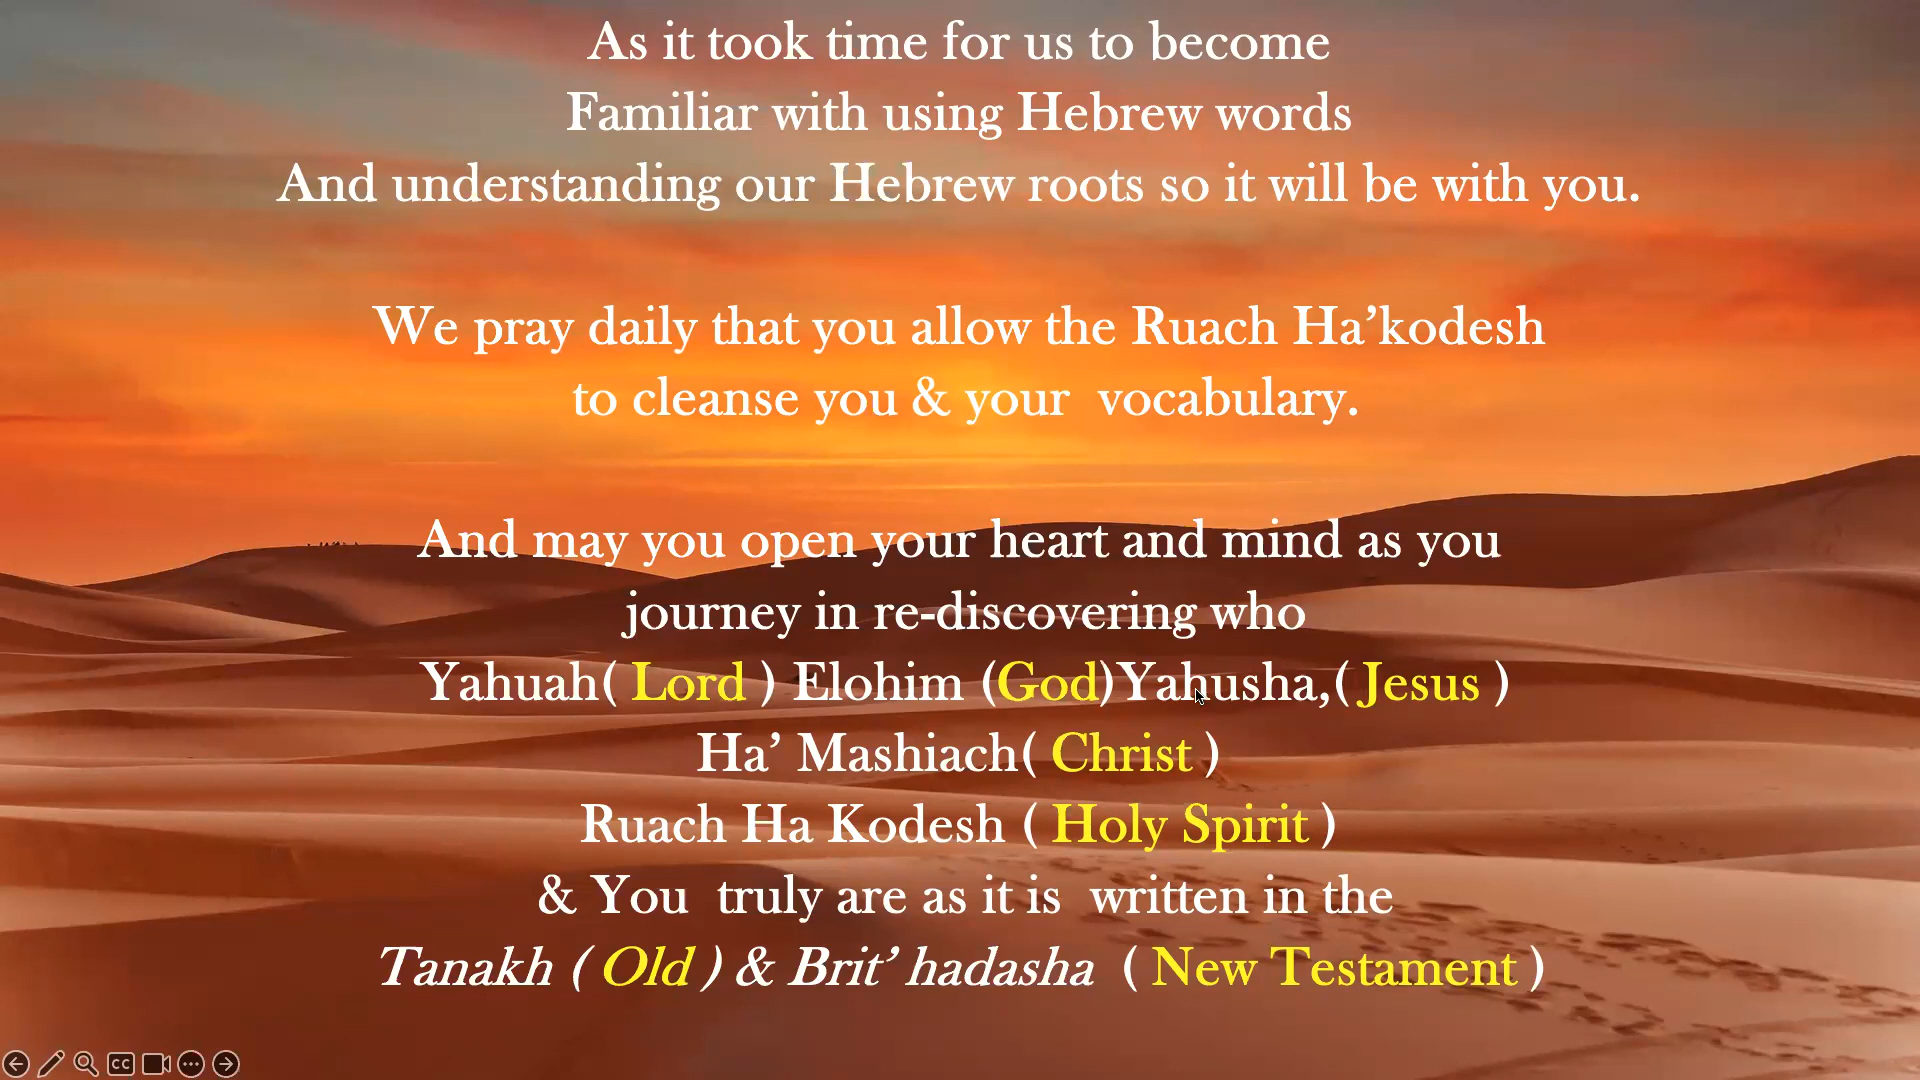 As it took time for us to become
Familiar with using Hebrew words
And understanding our Hebrew roots so it will be with you.
We pray daily that you allow the Ruach Ha’kodesh
to cleanse you & your vocabulary.
And may you open your heart and mind as you
journey in re-discovering who
Yahuah( Lord ) Elohim (God)Yahusha,( Jesus )
Ha’ Mashiach( Christ )
Ruach Ha Kodesh ( Holy Spirit )
& You truly are as it is written in the
Tanakh ( Old ) & Brit’ hadasha ( New Testament )
CC